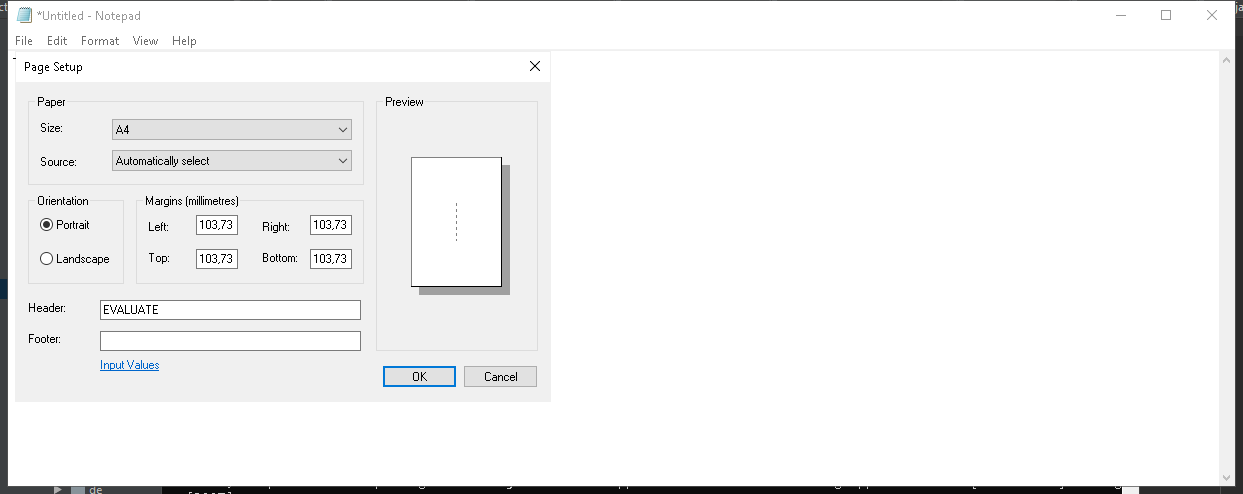 *Untitled - Notepad
File Edit Format View Help
Page Setup
Paper
Size: A4
Source: Automatically select
Preview
Orientation
Portrait
Landscape
Margins (millimetres)
Left: 103,73 Right: 103,73
Top: 103,73 Bottom: 103,73
Header: EVALUATE
Footer:
Input Values
OK Cancel
de